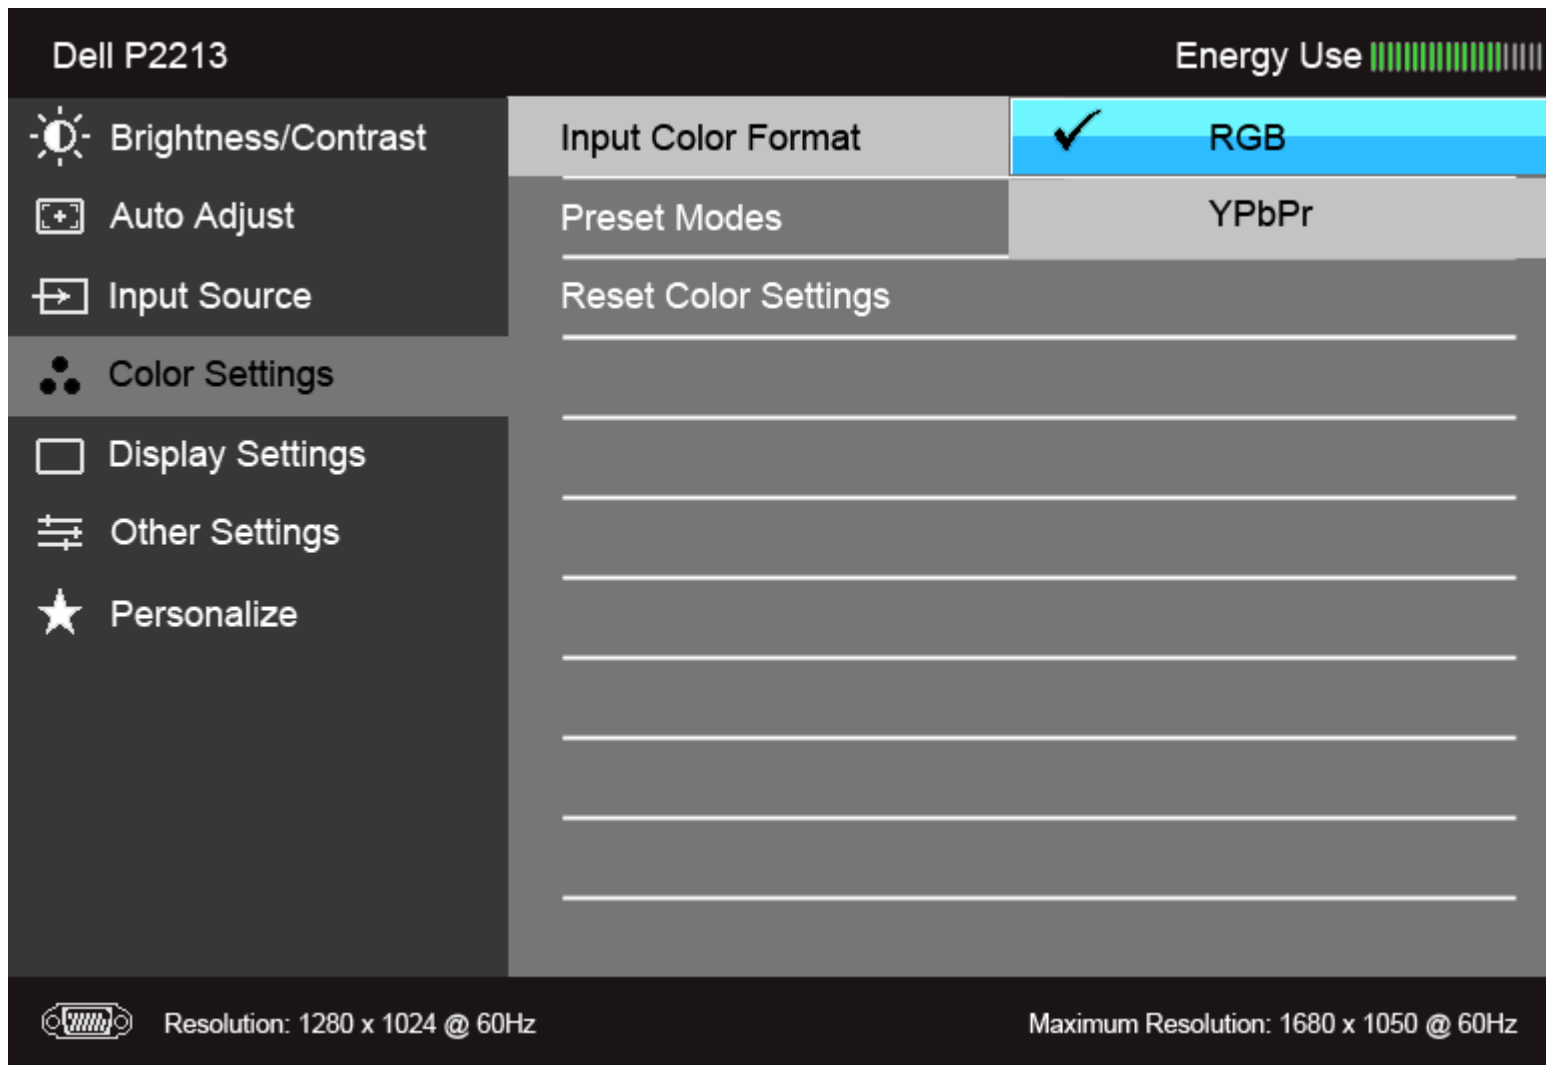 Dell P2213
Energy Use
Brightness/Contrast
Auto Adjust
Input Source
Color Settings
Display Settings
Other Settings
Personalize
Input Color Format
RGB
Preset Modes
YPbPr
Reset Color Settings
Resolution: 1280 x 1024 @ 60Hz
Maximum Resolution: 1680 x 1050 @ 60Hz